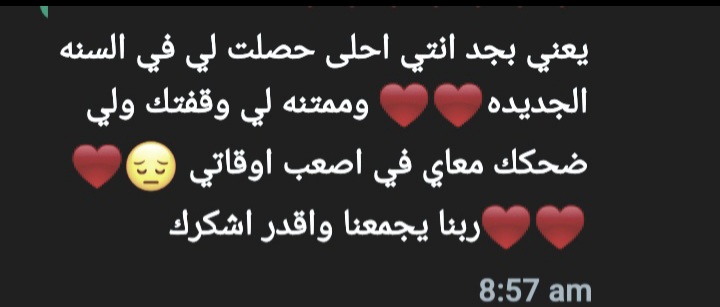 يعني بجد انتي احلى حصلت لي في السنه
الجديده ❤️❤️ وممتنه لي وقفتك ولي
ضحكك معاي في اصعب اوقاتي 😔❤️
❤️❤️ربنا يجمعنا واقدر اشكرك
8:57 am